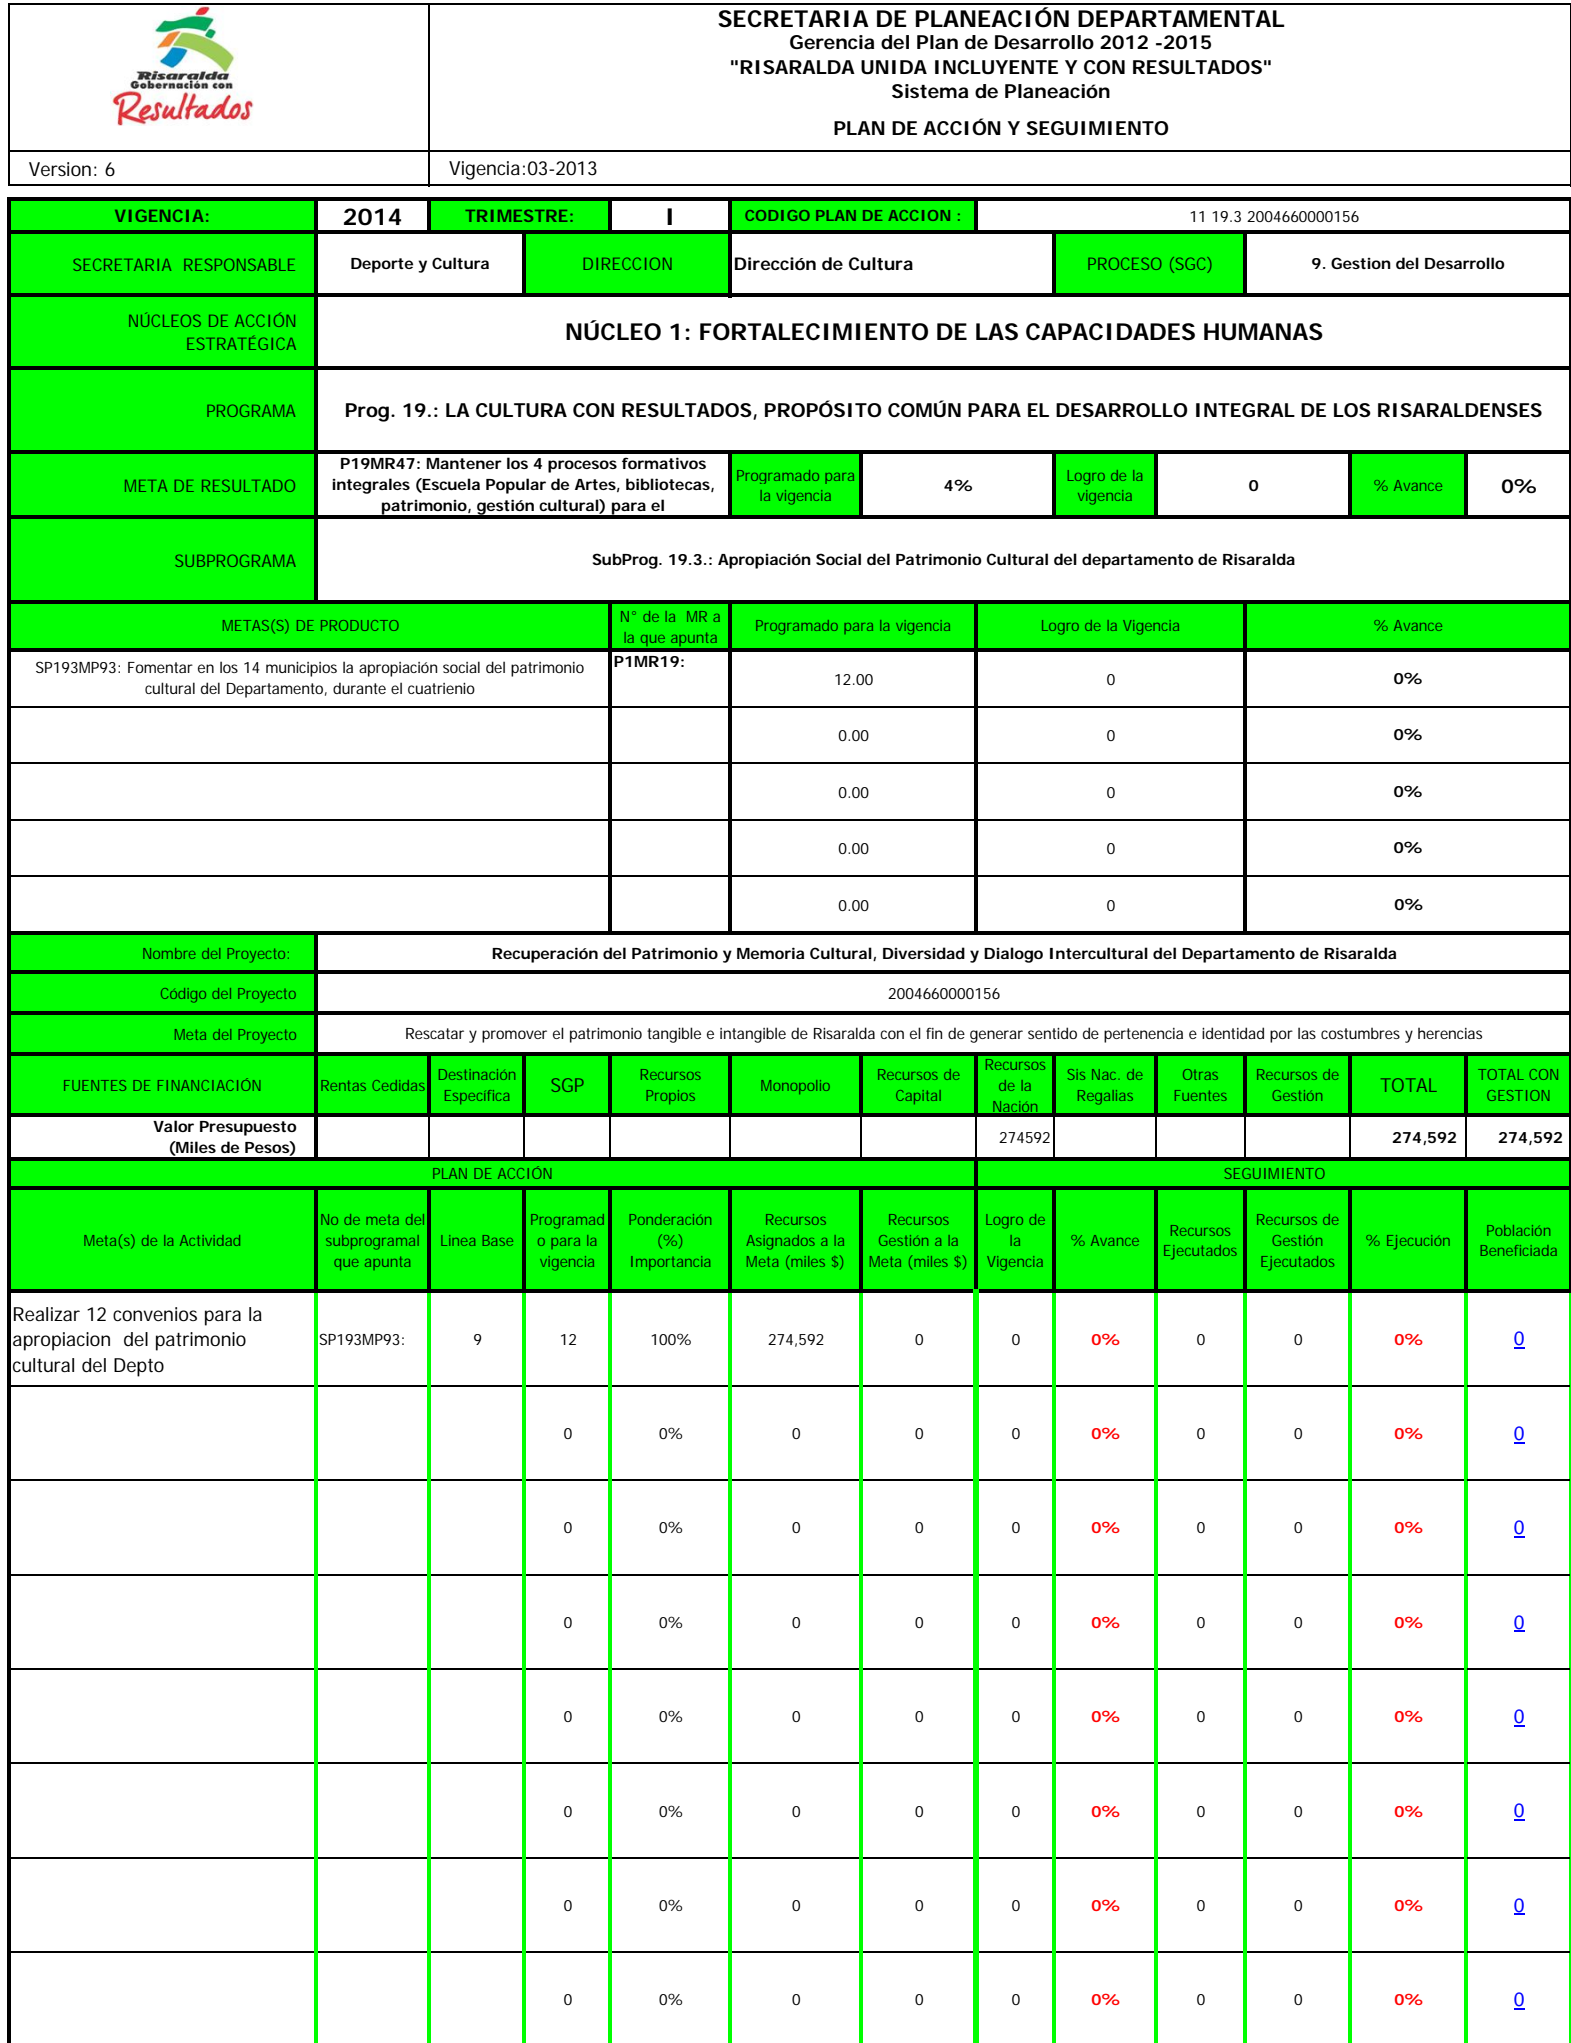 Risaralda
Gobernación con
Resultados
SECRETARIA DE PLANEACIÓN DEPARTAMENTAL
Gerencia del Plan de Desarrollo 2012 -2015
"RISARALDA UNIDA INCLUYENTE Y CON RESULTADOS"
Sistema de Planeación
PLAN DE ACCIÓN Y SEGUIMIENTO
Version: 6 Vigencia:03-2013
VIGENCIA: 2014 TRIMESTRE: I CODIGO PLAN DE ACCION : 11 19.3 2004660000156
SECRETARIA RESPONSABLE Deporte y Cultura DIRECCION Dirección de Cultura PROCESO (SGC) 9. Gestion del Desarrollo
NÚCLEOS DE ACCIÓN
ESTRATÉGICA
NÚCLEO 1: FORTALECIMIENTO DE LAS CAPACIDADES HUMANAS
PROGRAMA Prog. 19.: LA CULTURA CON RESULTADOS, PROPÓSITO COMÚN PARA EL DESARROLLO INTEGRAL DE LOS RISARALDENSES
META DE RESULTADO
P19MR47: Mantener los 4 procesos formativos
integrales (Escuela Popular de Artes, bibliotecas,
patrimonio, gestión cultural) para el
Programado para
la vigencia
4%
Logro de la
vigencia
0
% Avance
0%
SUBPROGRAMA SubProg. 19.3.: Apropiación Social del Patrimonio Cultural del departamento de Risaralda
METAS(S) DE PRODUCTO
N° de la MR a
la que apunta
Programado para la vigencia
Logro de la Vigencia
% Avance
SP193MP93: Fomentar en los 14 municipios la apropiación social del patrimonio
cultural del Departamento, durante el cuatrienio
P1MR19:
12.00 0 0%
0.00 0 0%
0.00 0 0%
0.00 0 0%
0.00 0 0%
Nombre del Proyecto: Recuperación del Patrimonio y Memoria Cultural, Diversidad y Dialogo Intercultural del Departamento de Risaralda
Código del Proyecto 2004660000156
Meta del Proyecto Rescatar y promover el patrimonio tangible e intangible de Risaralda con el fin de generar sentido de pertenencia e identidad por las costumbres y herencias
FUENTES DE FINANCIACIÓN
Rentas Cedidas
Destinación
Especifica
SGP
Recursos
Propios
Monopolio
Recursos de
Capital
Recursos
de la
Nación
Sis Nac. de
Regalias
Otras
Fuentes
Recursos de
Gestión
TOTAL
TOTAL CON
GESTION
Valor Presupuesto
(Miles de Pesos)
274592 274,592 274,592
PLAN DE ACCIÓN SEGUIMIENTO
Meta(s) de la Actividad
No de meta del
subprogramal
que apunta
Linea Base
Programad
o para la
vigencia
Ponderación
(%)
Importancia
Recursos
Asignados a la
Meta (miles $)
Recursos
Gestión a la
Meta (miles $)
Logro de
la
Vigencia
% Avance
Recursos
Ejecutados
Recursos de
Gestión
Ejecutados
% Ejecución
Población
Beneficiada
Realizar 12 convenios para la
apropiacion del patrimonio
cultural del Depto
SP193MP93: 9 12 100% 274,592 0 0 0% 0 0 0% 0
0 0% 0 0 0 0% 0 0 0% 0
0 0% 0 0 0 0% 0 0 0% 0
0 0% 0 0 0 0% 0 0 0% 0
0 0% 0 0 0 0% 0 0 0% 0
0 0% 0 0 0 0% 0 0 0% 0
0 0% 0 0 0 0% 0 0 0% 0
0 0% 0 0 0 0% 0 0 0% 0